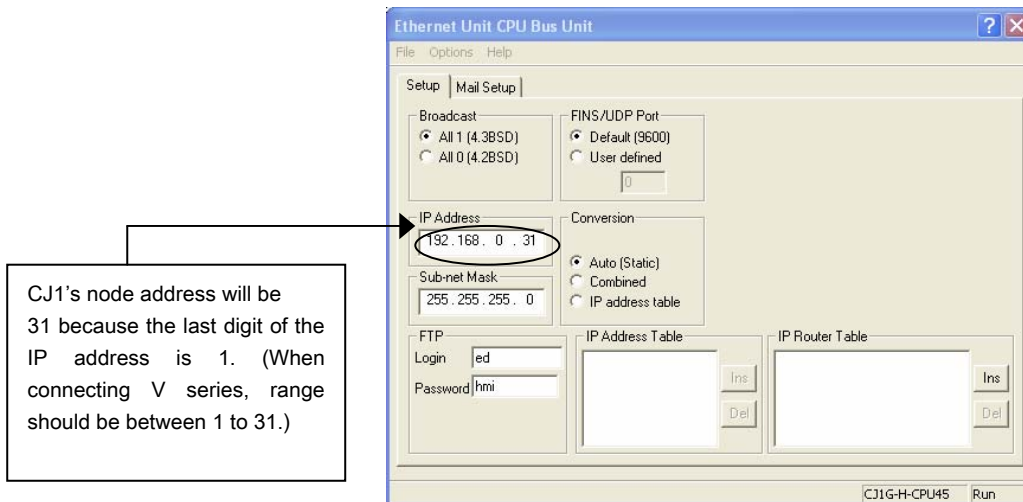 Ethernet Unit CPU Bus Unit
File Options Help
Setup Mail Setup
Broadcast
All 1 (4.3BSD)
All 0 (4.2BSD)
FINS/UDP Port
Default (9600)
User defined
0
IP Address
192.168. 0 . 31
Conversion
Auto (Static)
Combined
IP address table
Sub-net Mask
255.255.255. 0
CJ1's node address will be
31 because the last digit of the
IP address is 1. (When
connecting V series, range
should be between 1 to 31.)
FTP
Login ed
Password hmi
IP Address Table
Ins
Del
IP Router Table
Ins
Del
CJ1G-H-CPU45 Run